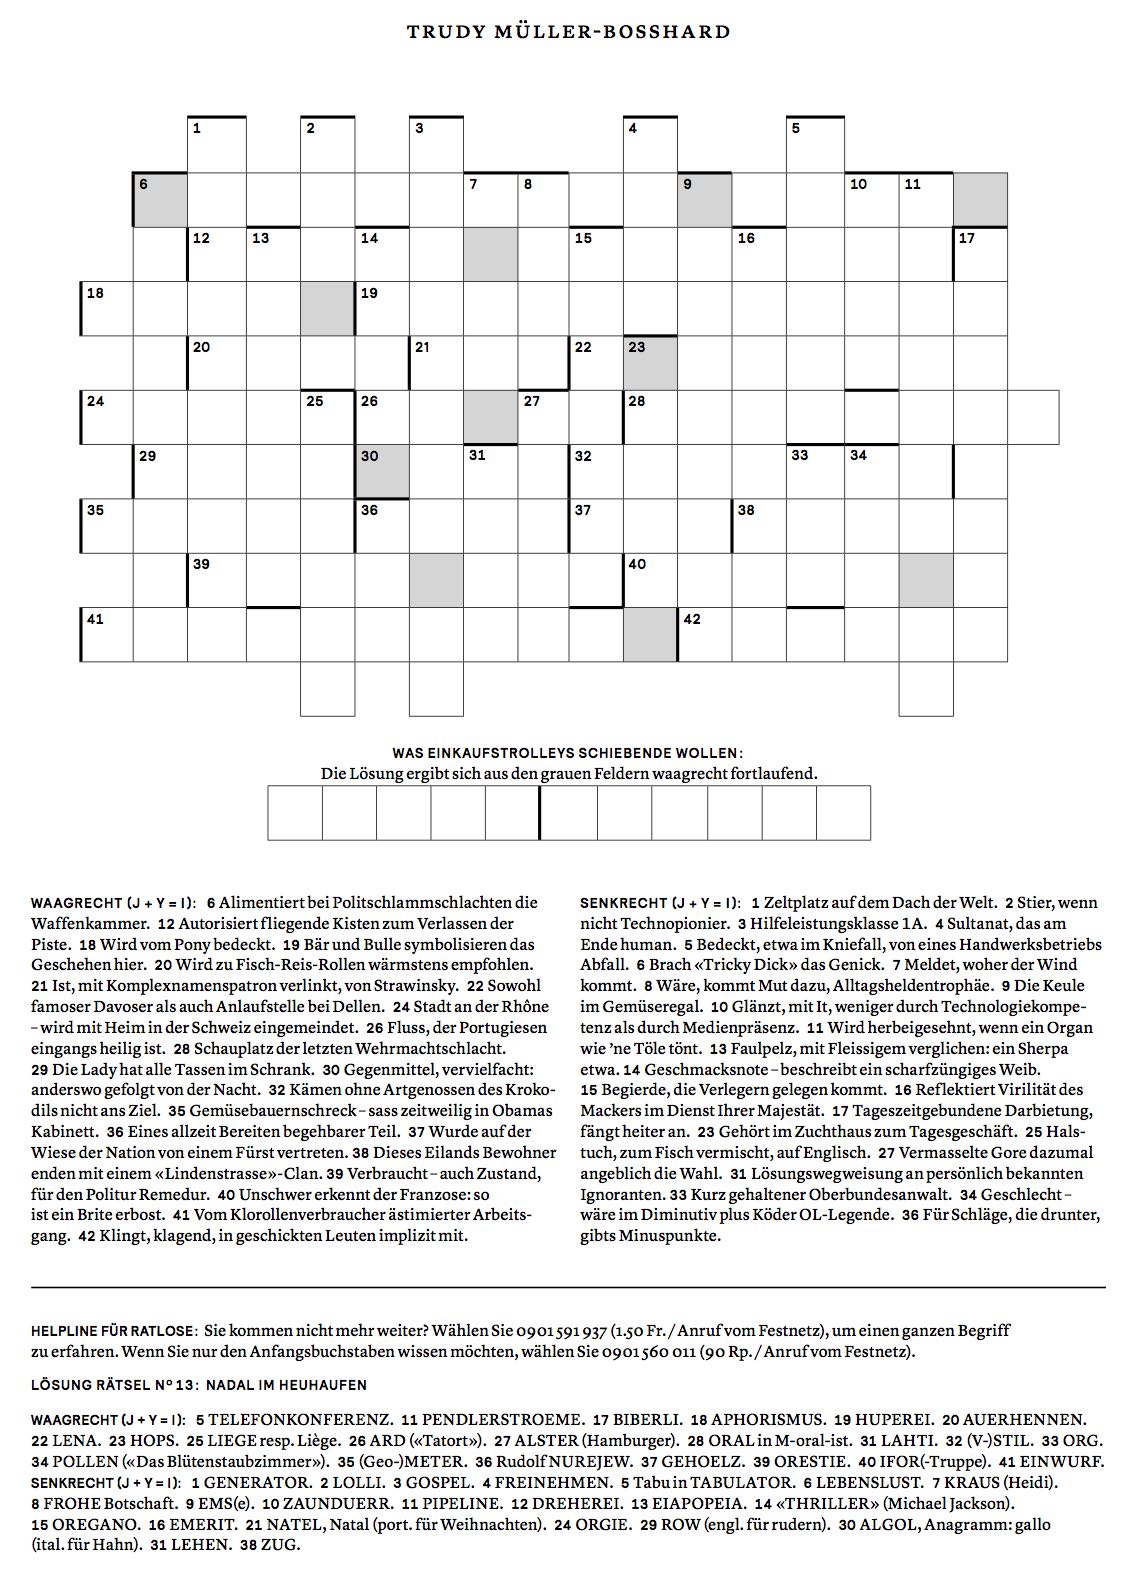 TRUDY MÜLLER-BOSSHARD
1 2 3 4 5
6 7 8 9 10 11
12 13 14 15 16 17
18 19
20 21 22 23
24 25 26 27 28
29 30 31 32 33 34
35 36 37 38
39 40
41 42
WAS EINKAUFSTROLLEYS SCHIEBENDE WOLLEN:
Die Lösung ergibt sich aus den grauen Feldern waagrecht fortlaufend.
WAAGRECHT (J + Y = I): 6 Alimentiert bei Politschlammschlachten die
Waffenkammer. 12 Autorisiert fliegende Kisten zum Verlassen der
Piste. 18 Wird vom Pony bedeckt. 19 Bär und Bulle symbolisieren das
Geschehen hier. 20 Wird zu Fisch-Reis-Rollen wärmstens empfohlen.
21 Ist, mit Komplexnamenspatron verlinkt, von Strawinsky. 22 Sowohl
famoser Davoser als auch Anlaufstelle bei Dellen. 24 Stadt an der Rhône
– wird mit Heim in der Schweiz eingemeindet. 26 Fluss, der Portugiesen
eingangs heilig ist. 28 Schauplatz der letzten Wehrmachtschlacht.
29 Die Lady hat alle Tassen im Schrank. 30 Gegenmittel, vervielfacht:
anderswo gefolgt von der Nacht. 32 Kämen ohne Artgenossen des Kroko-
dils nicht ans Ziel. 35 Gemüsebauernschreck – sass zeitweilig in Obamas
Kabinett. 36 Eines allzeit Bereiten begehbarer Teil. 37 Wurde auf der
Wiese der Nation von einem Fürst vertreten. 38 Dieses Eilands Bewohner
enden mit einem «Lindenstrasse»-Clan. 39 Verbraucht – auch Zustand,
für den Politur Remedur. 40 Unschwer erkennt der Franzose: so
ist ein Brite erbost. 41 Vom Klorollenverbraucher ästimierter Arbeits-
gang. 42 Klingt, klagend, in geschickten Leuten implizit mit.
SENKRECHT (J + Y = I): 1 Zeltplatz auf dem Dach der Welt. 2 Stier, wenn
nicht Technopionier. 3 Hilfeleistungsklasse 1A. 4 Sultanat, das am
Ende human. 5 Bedeckt, etwa im Kniefall, von eines Handwerksbetriebs
Abfall. 6 Brach «Tricky Dick» das Genick. 7 Meldet, woher der Wind
kommt. 8 Wäre, kommt Mut dazu, Alltagsheldentrophäe. 9 Die Keule
im Gemüseregal. 10 Glänzt, mit It, weniger durch Technologiekompe-
tenz als durch Medienpräsenz. 11 Wird herbeigesehnt, wenn ein Organ
wie ’ne Töle tönt. 13 Faulpelz, mit Fleissigem verglichen: ein Sherpa
etwa. 14 Geschmacksnote – beschreibt ein scharfzüngiges Weib.
15 Begierde, die Verlegern gelegen kommt. 16 Reflektiert Virilität des
Mackers im Dienst Ihrer Majestät. 17 Tageszeitgebundene Darbietung,
fängt heiter an. 23 Gehört im Zuchthaus zum Tagesgeschäft. 25 Hals-
tuch, zum Fisch vermischt, auf Englisch. 27 Vermasselte Gore dazumal
angeblich die Wahl. 31 Lösungswegweisung an persönlich bekannten
Ignoranten. 33 Kurz gehaltener Oberbundesanwalt. 34 Geschlecht –
wäre im Diminutiv plus Köder OL-Legende. 36 Für Schläge, die drunter,
gibts Minuspunkte.
HELPLINE FÜR RATLOSE: Sie kommen nicht mehr weiter? Wählen Sie 0901 591 937 (1.50 Fr. / Anruf vom Festnetz), um einen ganzen Begriff
zu erfahren. Wenn Sie nur den Anfangsbuchstaben wissen möchten, wählen Sie 0901 560 011 (90 Rp. / Anruf vom Festnetz).
LÖSUNG RÄTSEL Nº 13: NADAL IM HEUHAUFEN
WAAGRECHT (J + Y = I): 5 TELEFONKONFERENZ. 11 PENDLERSTROEME. 17 BIBERLI. 18 APHORISMUS. 19 HUPEREI. 20 AUERHENNEN.
22 LENA. 23 HOPS. 25 LIEGE resp. Liège. 26 ARD («Tatort»). 27 ALSTER (Hamburger). 28 ORAL in M-oral-ist. 31 LAHTI. 32 (V-)STIL. 33 ORG.
34 POLLEN («Das Blütenstaubzimmer»). 35 (Geo-)METER. 36 Rudolf NUREJEW. 37 GEHOELZ. 39 ORESTIE. 40 IFOR(-Truppe). 41 EINWURF.
SENKRECHT (J + Y = I): 1 GENERATOR. 2 LOLLI. 3 GOSPEL. 4 FREINEHMEN. 5 Tabu in TABULATOR. 6 LEBENSLUST. 7 KRAUS (Heidi).
8 FROHE Botschaft. 9 EMS(e). 10 ZAUNDUERR. 11 PIPELINE. 12 DREHEREI. 13 EIAPOPEIA. 14 «THRILLER» (Michael Jackson).
15 OREGANO. 16 EMERIT. 21 NATEL, Natal (port. für Weihnachten). 24 ORGIE. 29 ROW (engl. für rudern). 30 ALGOL, Anagramm: gallo
(ital. für Hahn). 31 LEHEN. 38 ZUG.